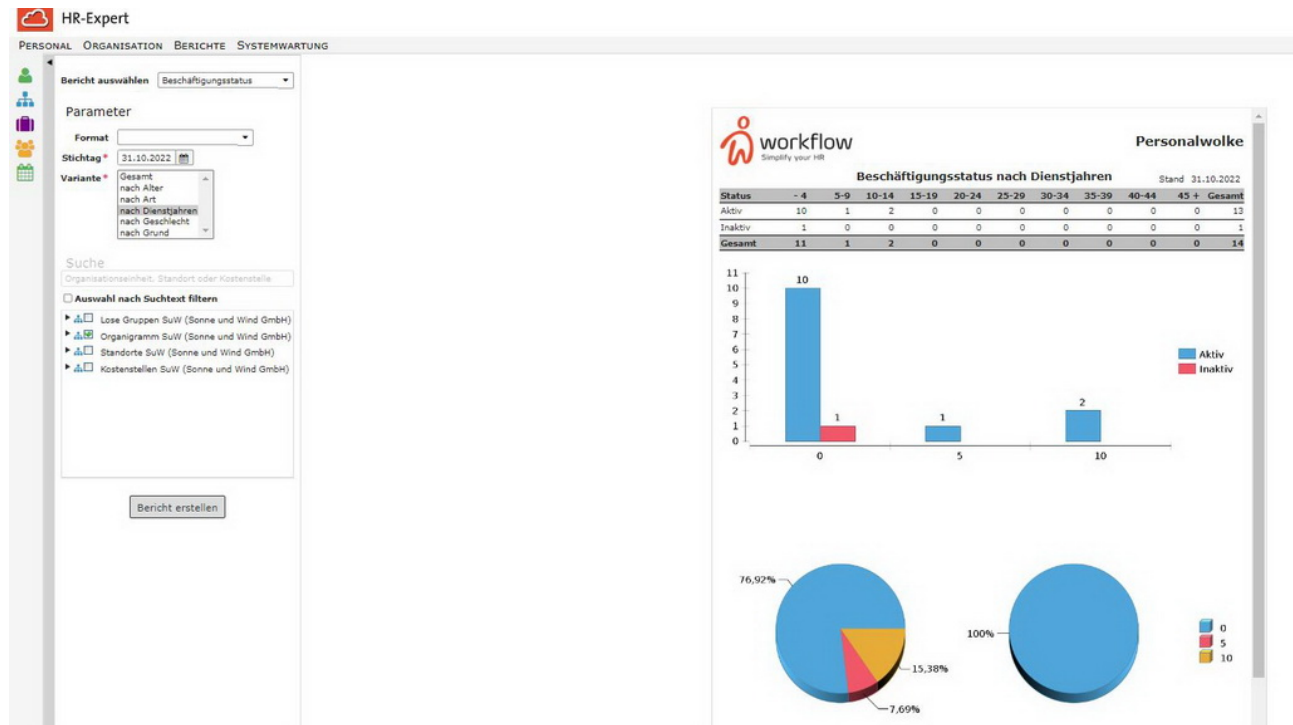 HR-Expert
PERSONAL ORGANISATION BERICHTE SYSTEMWARTUNG
Bericht auswählen Beschäftigungsstatus
Parameter
Format
Stichtag * 31.10.2022
Variante * Gesamt
nach Alter
nach Art
nach Dienstjahren
nach Geschlecht
nach Grund
Suche
Organisationseinheit, Standort oder Kostenstelle
Auswahl nach Suchtext filtern
Lose Gruppen SuW (Sonne und Wind GmbH)
Organigramm SuW (Sonne und Wind GmbH)
Standorte SuW (Sonne und Wind GmbH)
Kostenstellen SuW (Sonne und Wind GmbH)
Bericht erstellen
workflow
Simplify your HR
Personalwolke
Beschäftigungsstatus nach Dienstjahren
Stand 31.10.2022
Status - 4 5-9 10-14 15-19 20-24 25-29 30-34 35-39 40-44 45 + Gesamt
Aktiv 10 1 2 0 0 0 0 0 0 0 13
Inaktiv 1 0 0 0 0 0 0 0 0 0 1
Gesamt 11 1 2 0 0 0 0 0 0 0 14
11
10
9
8
7
6
5
4
3
2
1
0
10
1
1
2
0 5 10
Aktiv
Inaktiv
76,92%
15,38%
7,69%
100%
0
5
10